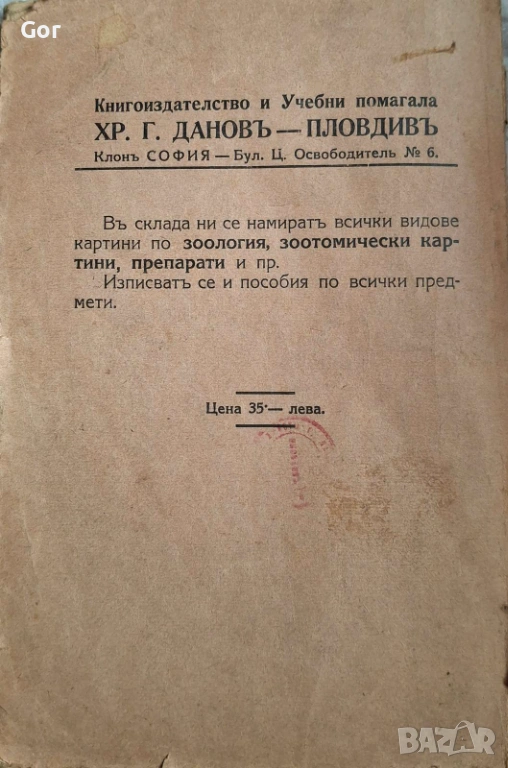 Gor
Книгоиздателство и Учебни помагала
ХР. Г. ДАНОВЪ — ПЛОВДИВЪ
Клонъ СОФИЯ — Бул. Ц. Освободитель № 6.
Въ склада ни се намиратъ всички видове
картини по зоология, зоотомически кар-
тини, препарати и пр.
Изписватъ се и пособия по всички пред-
мети.
Цена 35·— лева.
BAZAR